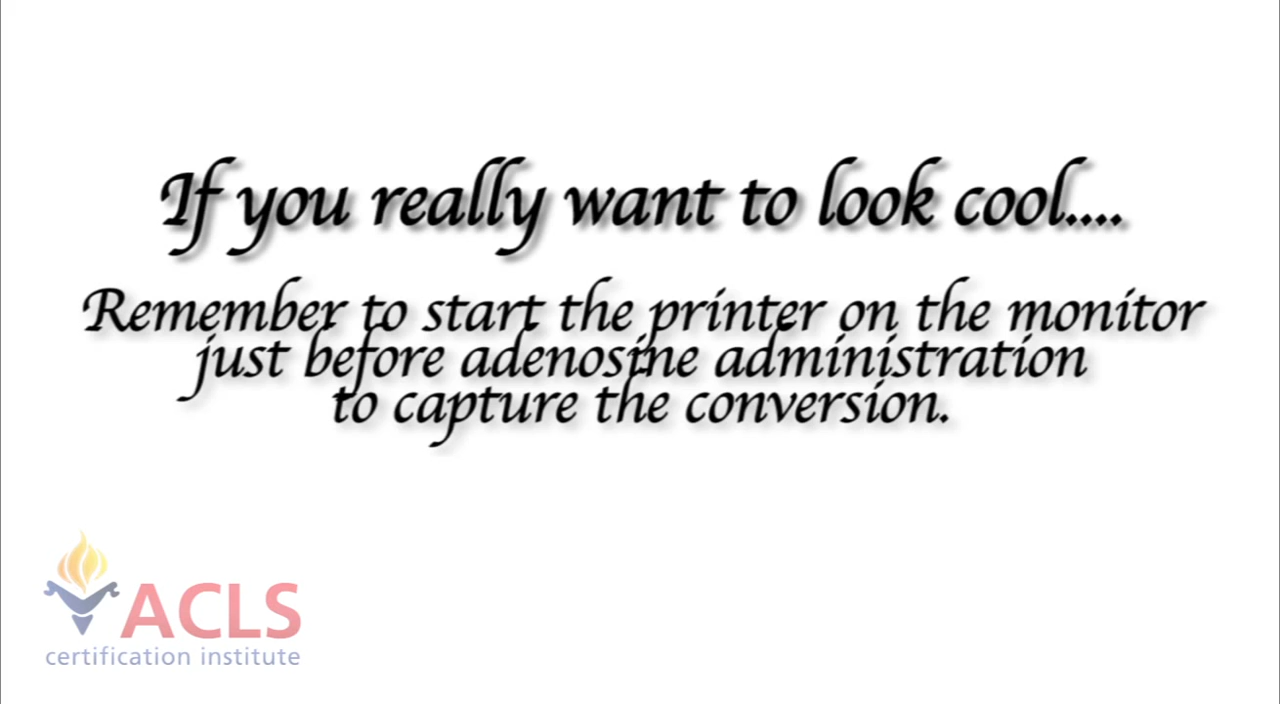 If you really want to look cool....
Remember to start the printer on the monitor
just before adenosine administration
to capture the conversion.
ACLS
certification institute